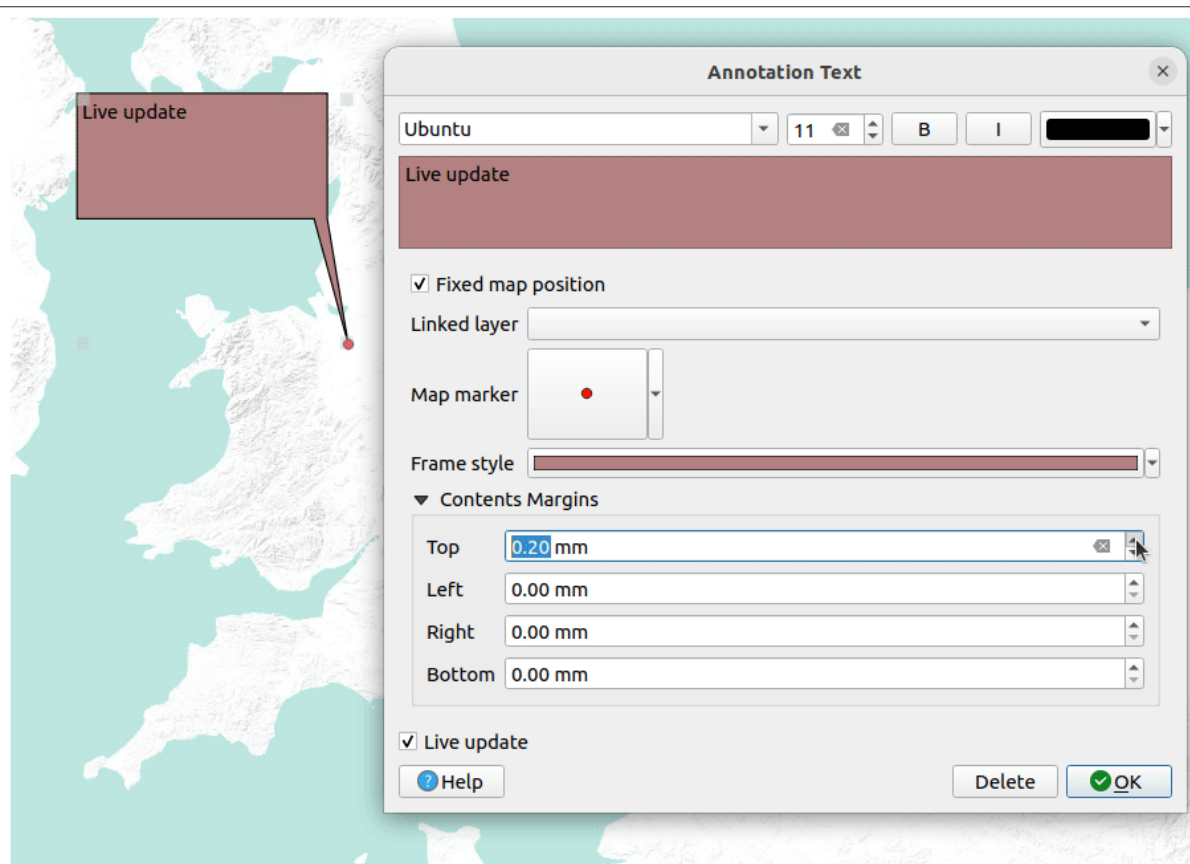 Live update
Annotation Text
Ubuntu
11
B
I
Live update
Fixed map position
Linked layer
Map marker
Frame style
Contents Margins
Top 0.20 mm
Left 0.00 mm
Right 0.00 mm
Bottom 0.00 mm
Live update
Help Delete OK